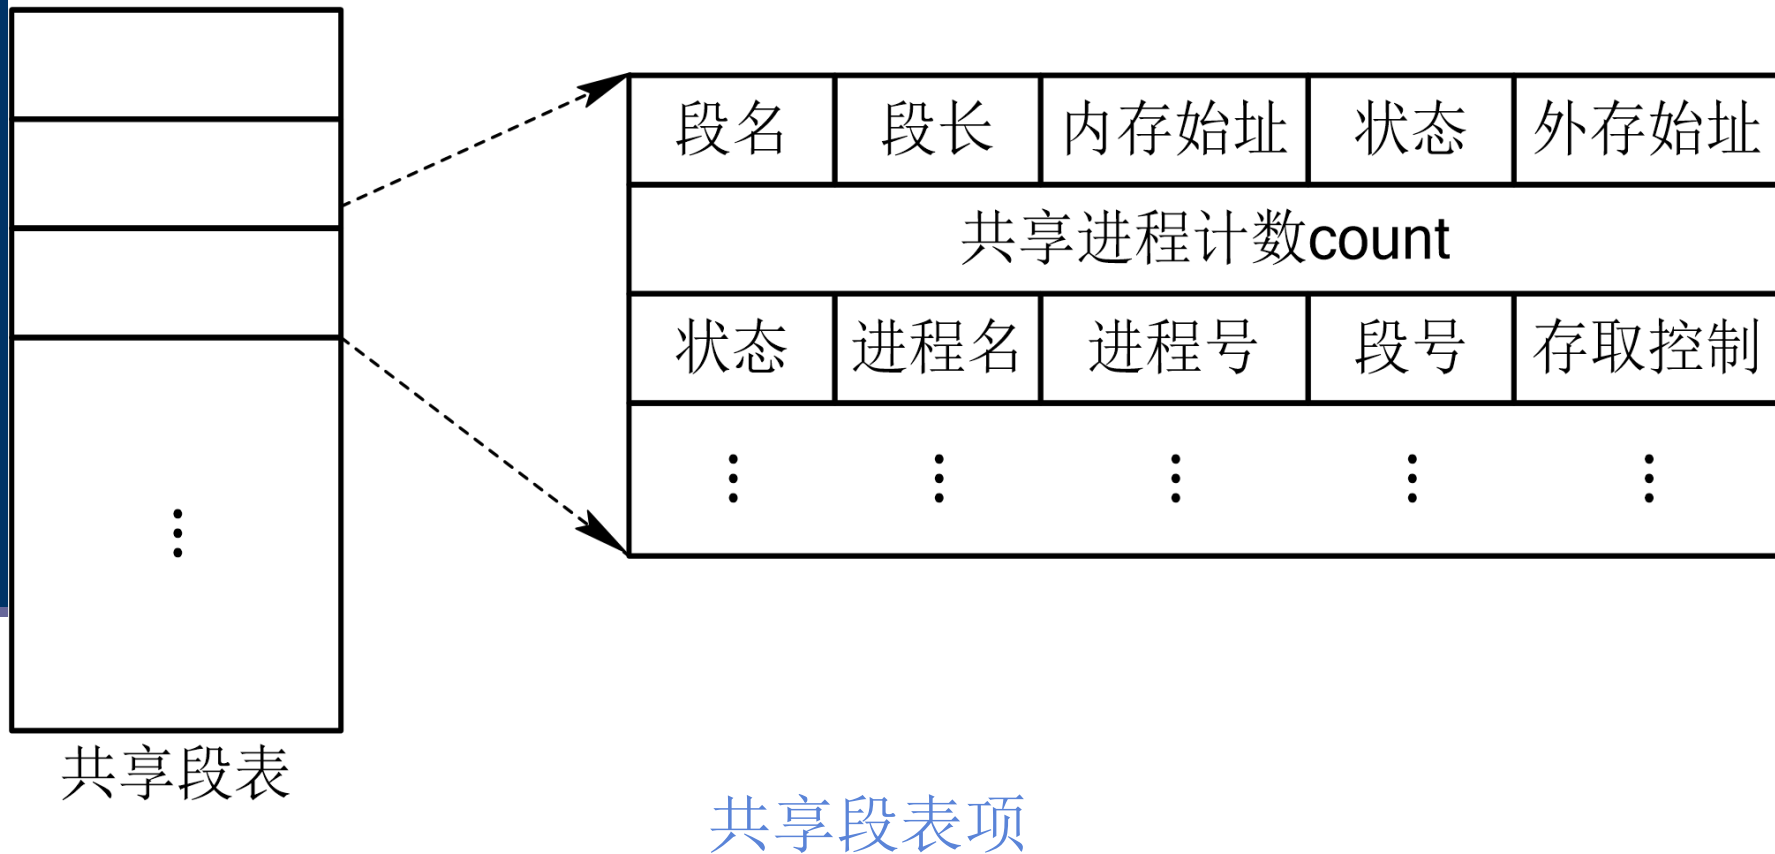 段名 段长 内存始址 状态 外存始址
共享进程计数count
状态 进程名 进程号 段号 存取控制
共享段表
共享段表项